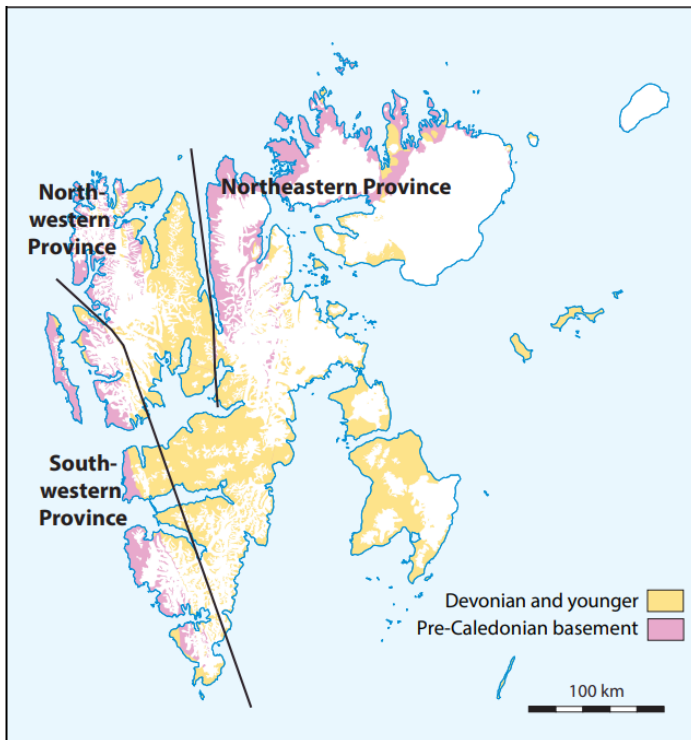 North-
western
Province
Northeastern Province
South-
western
Province
Devonian and younger
Pre-Caledonian basement
100 km